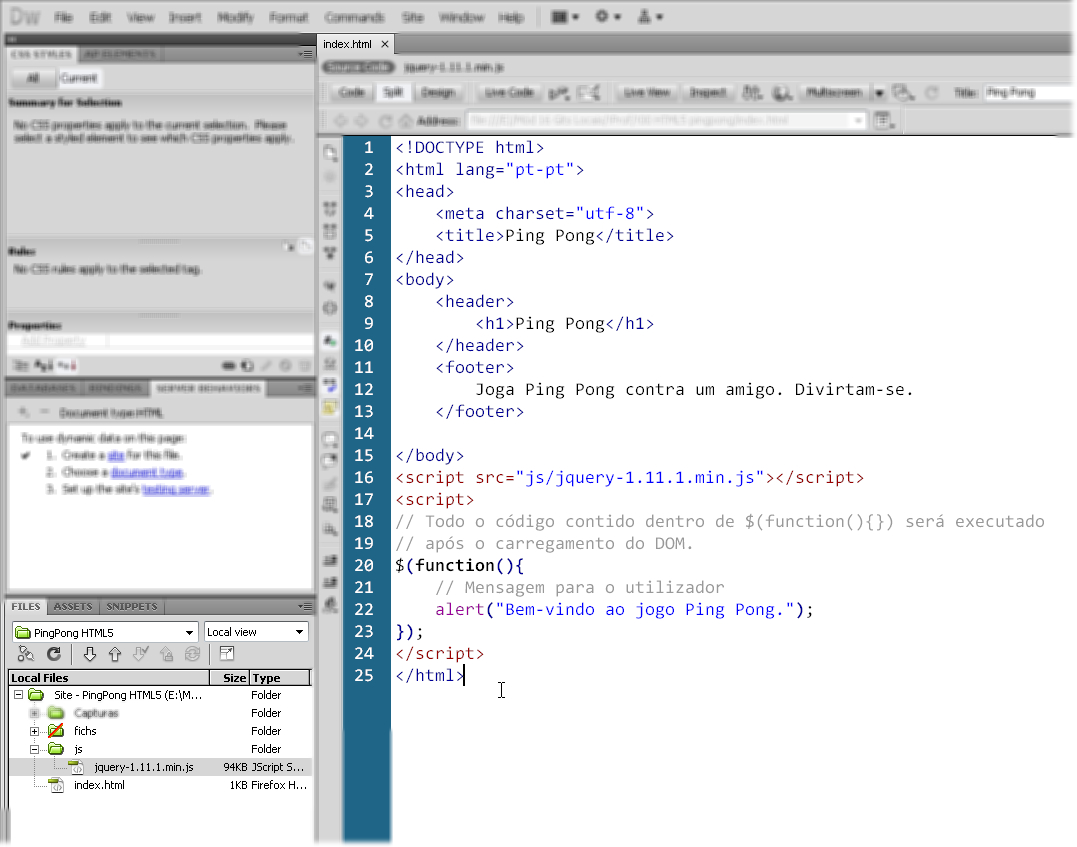 Dw File Edit View Insert Modify Format Commands Site Window Help
index.html
CSS STYLES AP ELEMENTS
Source Code jquery-1.11.1.min.js
All Current
Code Split Design Live Code Live View Inspect Multiscreen Title: Ping Pong
Summary for Selection
No CSS properties apply to the current selection. Please
select a styled element to see which CSS properties apply.
Address:
Rules
No CSS rules apply to the selected tag.
Properties
Add Property
DATABASES BINDINGS SERVER BEHAVIORS
Document type:HTML
To use dynamic data on this page:
1. Create a site for this file.
2. Choose a document type.
3. Set up the site's testing server.
FILES ASSETS SNIPPETS
PingPong HTML5 Local view
Local Files Size Type
Site - PingPong HTML5 (E:\M... Folder
Capturas Folder
fichs Folder
js Folder
jquery-1.11.1.min.js 94KB JScript S...
index.html 1KB Firefox H...
1 <!DOCTYPE html>
2 <html lang="pt-pt">
3 <head>
4 <meta charset="utf-8">
5 <title>Ping Pong</title>
6 </head>
7 <body>
8 <header>
9 <h1>Ping Pong</h1>
10 </header>
11 <footer>
12 Joga Ping Pong contra um amigo. Divirtam-se.
13 </footer>
14
15 </body>
16 <script src="js/jquery-1.11.1.min.js"></script>
17 <script>
18 // Todo o código contido dentro de $(function(){}) será executado
19 // após o carregamento do DOM.
20 $(function(){
21 // Mensagem para o utilizador
22 alert("Bem-vindo ao jogo Ping Pong.");
23 });
24 </script>
25 </html>